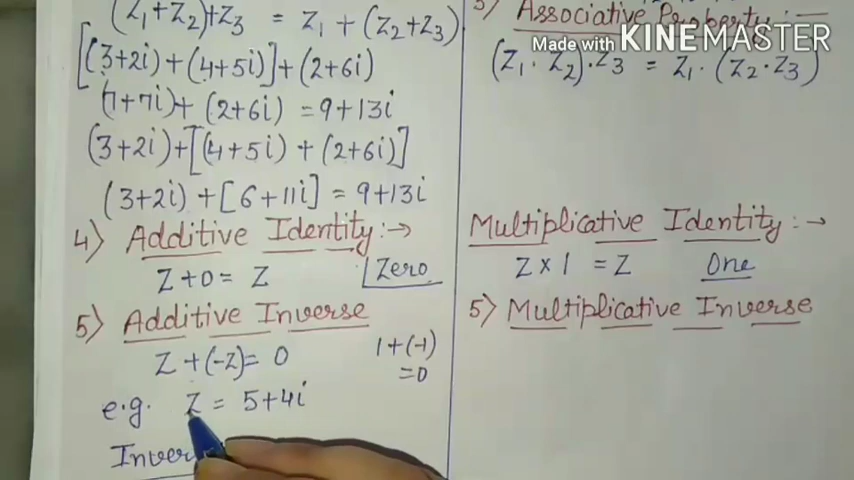 (Z₁+Z₂)+Z₃ = Z₁ + (Z₂+Z₃)
[(3+2i)+(4+5i)]+(2+6i)
(7+7i)+(2+6i) = 9+13i
(3+2i)+[(4+5i)+(2+6i)]
(3+2i)+[6+11i] = 9+13i
4) Additive Identity:→
Z+0= Z
Zero
5) Additive Inverse
Z+(-Z)= 0
1+(-1)
=0
e.g. Z = 5+4i
Inver
3) Associative Property:—
Made with KINEMASTER
(Z₁·Z₂)·Z₃ = Z₁·(Z₂·Z₃)
Multiplicative Identity:→
Z×1 =Z One
5) Multiplicative Inverse